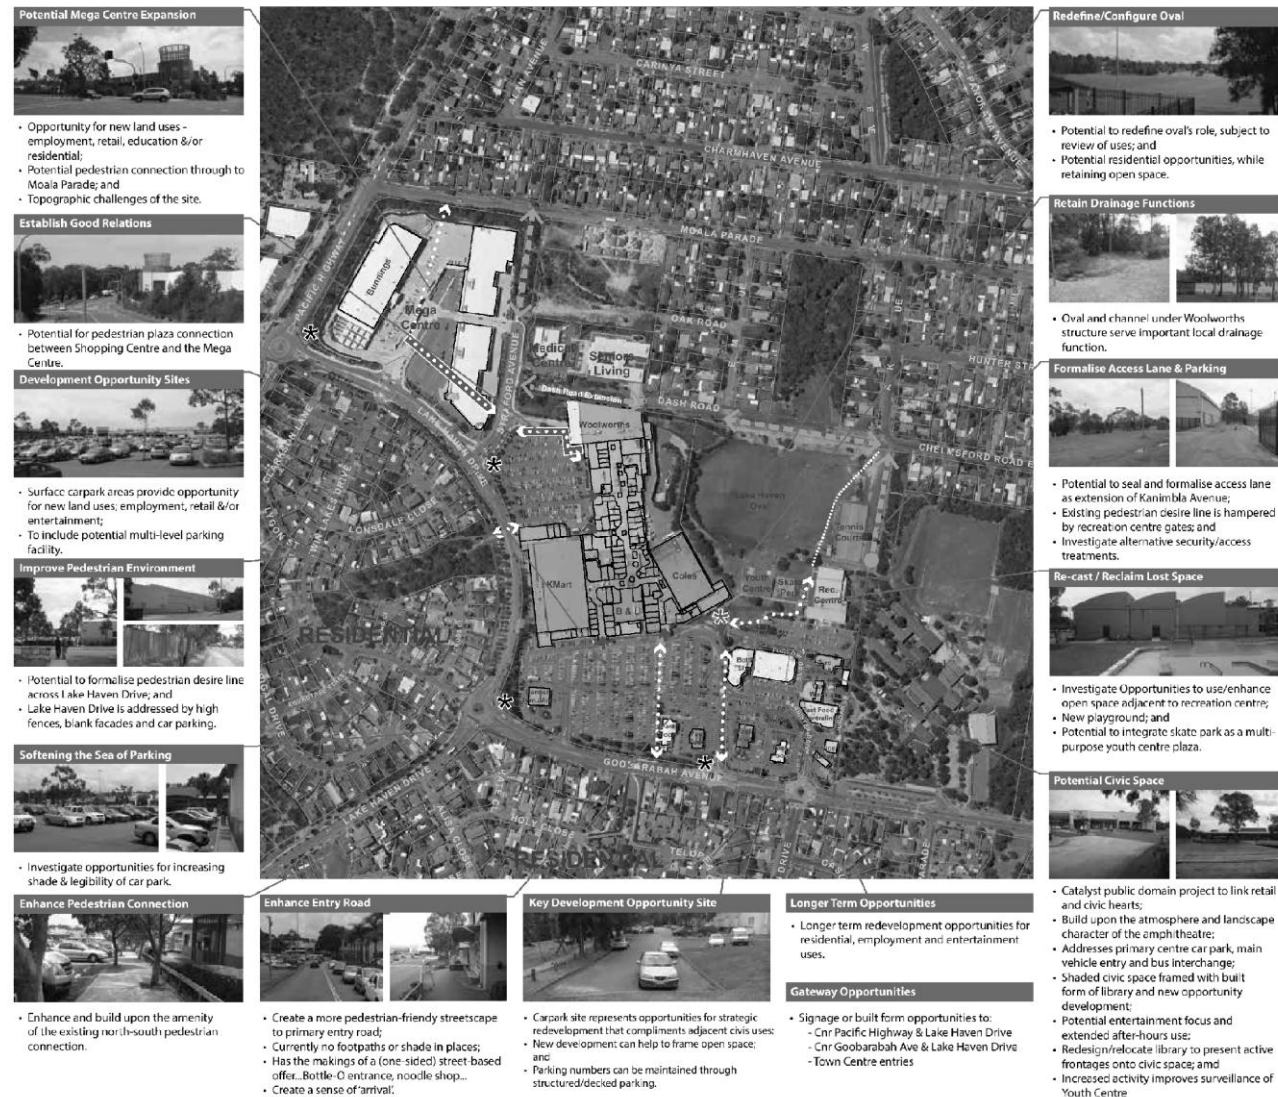 Potential Mega Centre Expansion
• Opportunity for new land uses -
employment, retail, education &/or
residential;
• Potential pedestrian connection through to
Moala Parade; and
• Topographic challenges of the site.
Establish Good Relations
• Potential for pedestrian plaza connection
between Shopping Centre and the Mega
Centre.
Development Opportunity Sites
• Surface carpark areas provide opportunity
for new land uses; employment, retail &/or
entertainment;
• To include potential multi-level parking
facility.
Improve Pedestrian Environment
• Potential to formalise pedestrian desire line
across Lake Haven Drive; and
• Lake Haven Drive is addressed by high
fences, blank facades and car parking.
Softening the Sea of Parking
• Investigate opportunities for increasing
shade & legibility of car park.
Enhance Pedestrian Connection
• Enhance and build upon the amenity
of the existing north-south pedestrian
connection.
Enhance Entry Road
• Create a more pedestrian-friendly streetscape
to primary entry road;
• Currently no footpaths or shade in places;
• Has the makings of a (one-sided) street-based
offer...Bottle-O entrance, noodle shop...
• Create a sense of 'arrival'.
Key Development Opportunity Site
• Carpark site represents opportunities for strategic
redevelopment that compliments adjacent civis uses;
• New development can help to frame open space;
and
• Parking numbers can be maintained through
structured/decked parking.
Longer Term Opportunities
• Longer term redevelopment opportunities for
residential, employment and entertainment
uses.
Gateway Opportunities
• Signage or built form opportunities to:
- Cnr Pacific Highway & Lake Haven Drive
- Cnr Goobarabah Ave & Lake Haven Drive
- Town Centre entries
Redefine/Configure Oval
• Potential to redefine oval's role, subject to
review of uses; and
• Potential residential opportunities, while
retaining open space.
Retain Drainage Functions
• Oval and channel under Woolworths
structure serve important local drainage
function.
Formalise Access Lane & Parking
• Potential to seal and formalise access lane
as extension of Kanimbla Avenue;
• Existing pedestrian desire line is hampered
by recreation centre gates; and
• Investigate alternative security/access
treatments.
Re-cast / Reclaim Lost Space
• Investigate Opportunities to use/enhance
open space adjacent to recreation centre;
• New playground; and
• Potential to integrate skate park as a multi-
purpose youth centre plaza.
Potential Civic Space
• Catalyst public domain project to link retail
and civic hearts;
• Build upon the atmosphere and landscape
character of the amphitheatre;
• Addresses primary centre car park, main
vehicle entry and bus interchange;
• Shaded civic space framed with built
form of library and new opportunity
development;
• Potential entertainment focus and
extended after-hours use;
• Redesign/relocate library to present active
frontages onto civic space; amd
• Increased activity improves surveillance of
Youth Centre
CARINYA STREET
CHARMHAVEN AVENUE
MOALA PARADE
PACIFIC HIGHWAY
Bunnings
Mega
Centre
OAK ROAD
HUNTER
Medical
Centre
Seniors
Living
STAFFORD AVENUE
Dash Road Extension
DASH ROAD
Woolworths
CHELMSFORD ROAD E
Lake Haven
Oval
Tennis
Courts
LONSDALE CLOSE
KMart
Coles
B & L
Youth
Centre
Skate
Park
Rec.
Centre
RESIDENTIAL
GOOBARABAH AVENUE
LAKE HAVEN DRIVE
HOLLY CLOSE
RESIDENTIAL
DRIVE